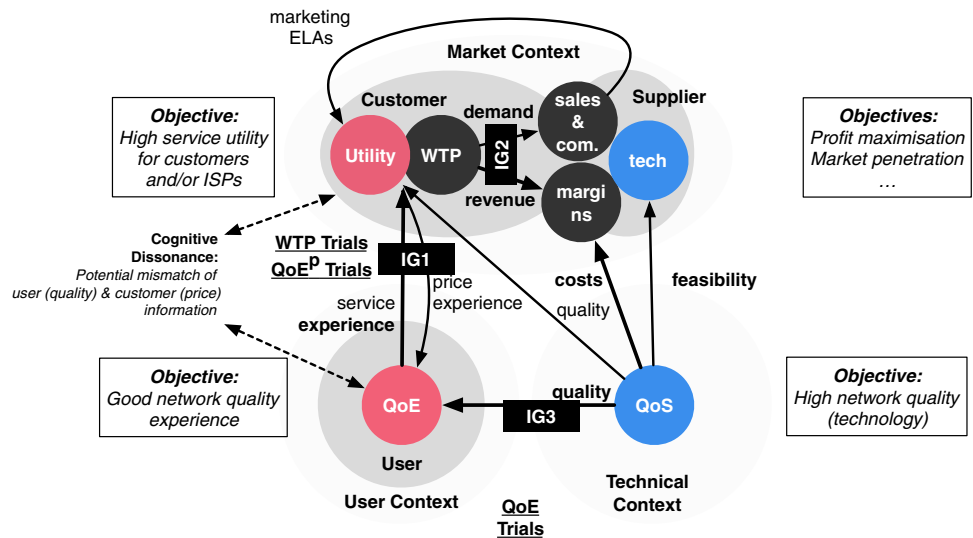 marketing
ELAs
Market Context
Objective:
High service utility
for customers
and/or ISPs
Customer
demand
sales
&
com.
Supplier
Objectives:
Profit maximisation
Market penetration
…
Utility
WTP
IG2
tech
revenue
margi
ns
Cognitive
Dissonance:
Potential mismatch of
user (quality) & customer (price)
information
WTP Trials
QoEp Trials
IG1
price
experience
service
experience
costs
quality
feasibility
Objective:
Good network quality
experience
QoE
quality
IG3
QoS
Objective:
High network quality
(technology)
User
User Context
Technical
Context
QoE
Trials